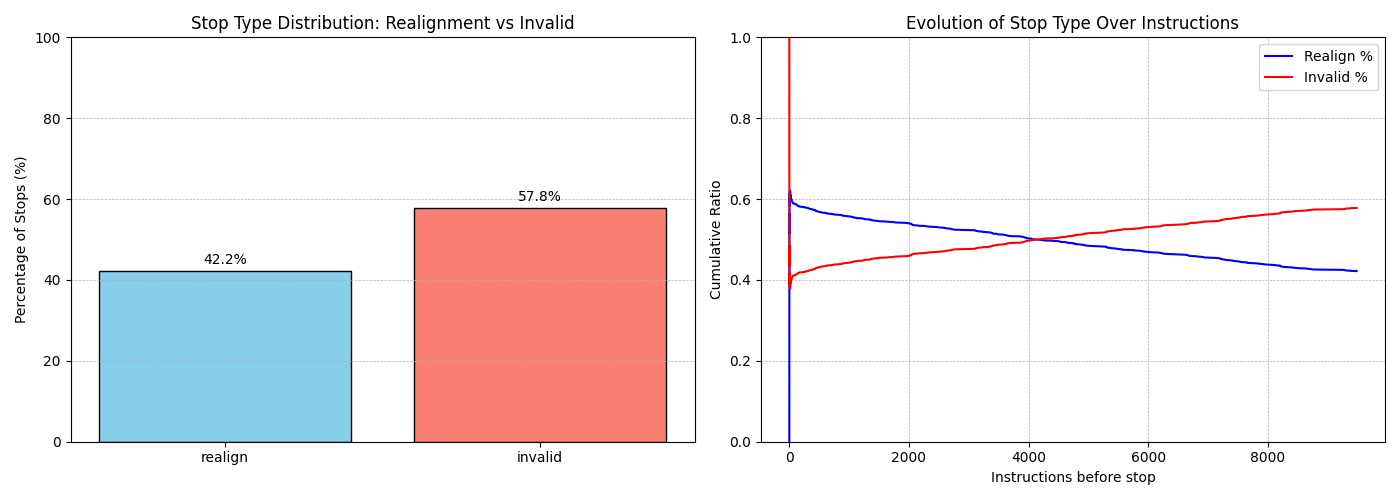 Stop Type Distribution: Realignment vs Invalid
Percentage of Stops (%)
100
80
60
40
20
0
42.2%
57.8%
realign
invalid
Evolution of Stop Type Over Instructions
Cumulative Ratio
1.0
0.8
0.6
0.4
0.2
0.0
Realign %
Invalid %
0 2000 4000 6000 8000
Instructions before stop